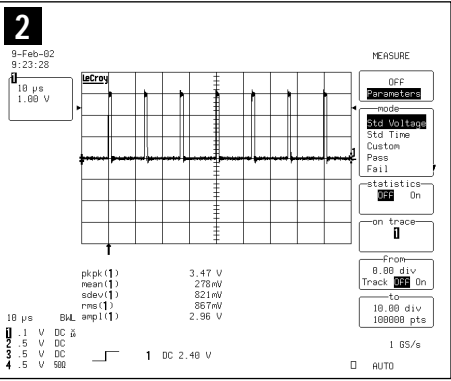 2
9-Feb-02
9:23:28
1
10 µs
1.00 V
LeCroy
1
MEASURE
OFF
Parameters
mode
Std Voltage
Std Time
Custom
Pass
Fail
statistics
OFF On
on trace
1
From
0.00 div
Track OFF On
to
10.00 div
100000 pts
pkpk(1) 3.47 V
mean(1) 278mV
sdev(1) 821mV
rms(1) 867mV
ampl(1) 2.96 V
10 µs BWL
1 .1 V DC X10
2 .5 V DC
3 .5 V DC
4 .5 V 50Ω
1 DC 2.40 V
1 GS/s
AUTO